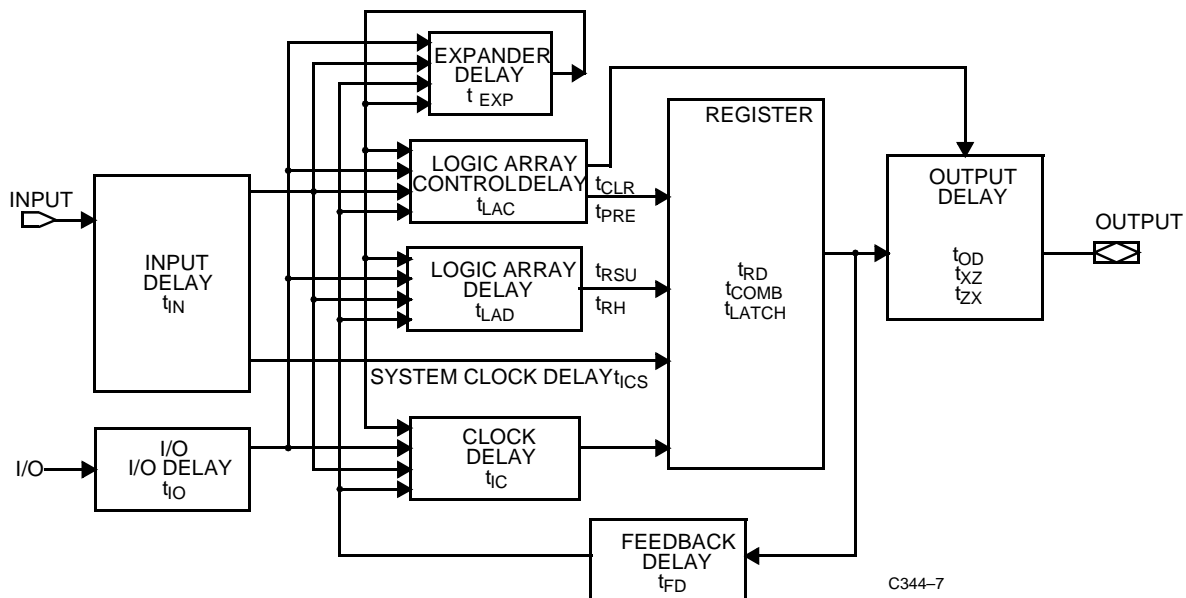 EXPANDER
DELAY
t EXP
REGISTER
LOGIC ARRAY
CONTROLDELAY
tLAC
tCLR
tPRE
OUTPUT
DELAY
tOD
tXZ
tZX
INPUT
OUTPUT
INPUT
DELAY
tIN
LOGIC ARRAY
DELAY
tLAD
tRSU
tRH
tRD
tCOMB
tLATCH
SYSTEM CLOCK DELAYtICS
I/O
I/O
I/O DELAY
tIO
CLOCK
DELAY
tIC
FEEDBACK
DELAY
tFD
C344–7